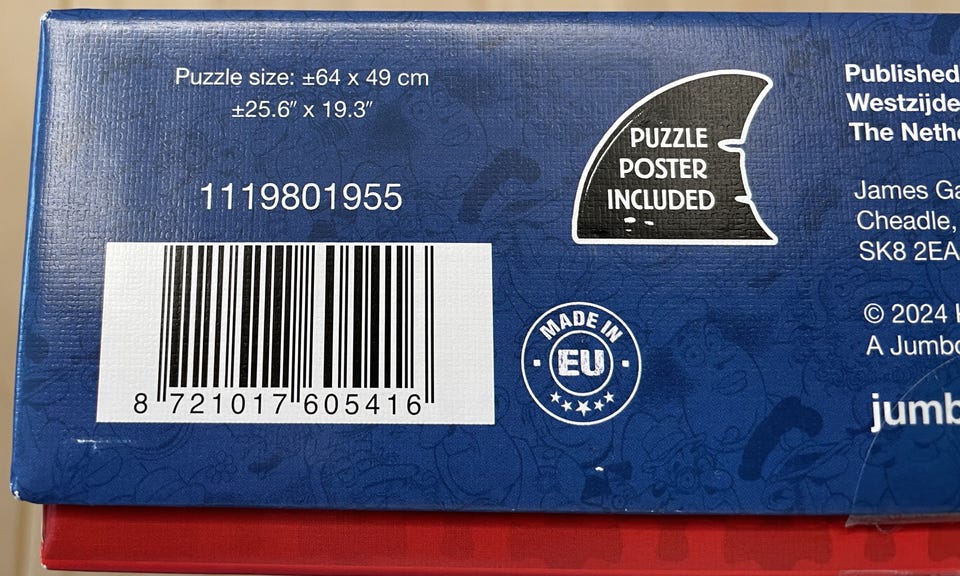 Puzzle size: ±64 x 49 cm
±25.6″ x 19.3″
1119801955
8 721017 605416
PUZZLE
POSTER
INCLUDED
MADE IN
EU
Published
Westzijde
The Neth
James Ga
Cheadle,
SK8 2EA
© 2024
A Jumbo
jumb